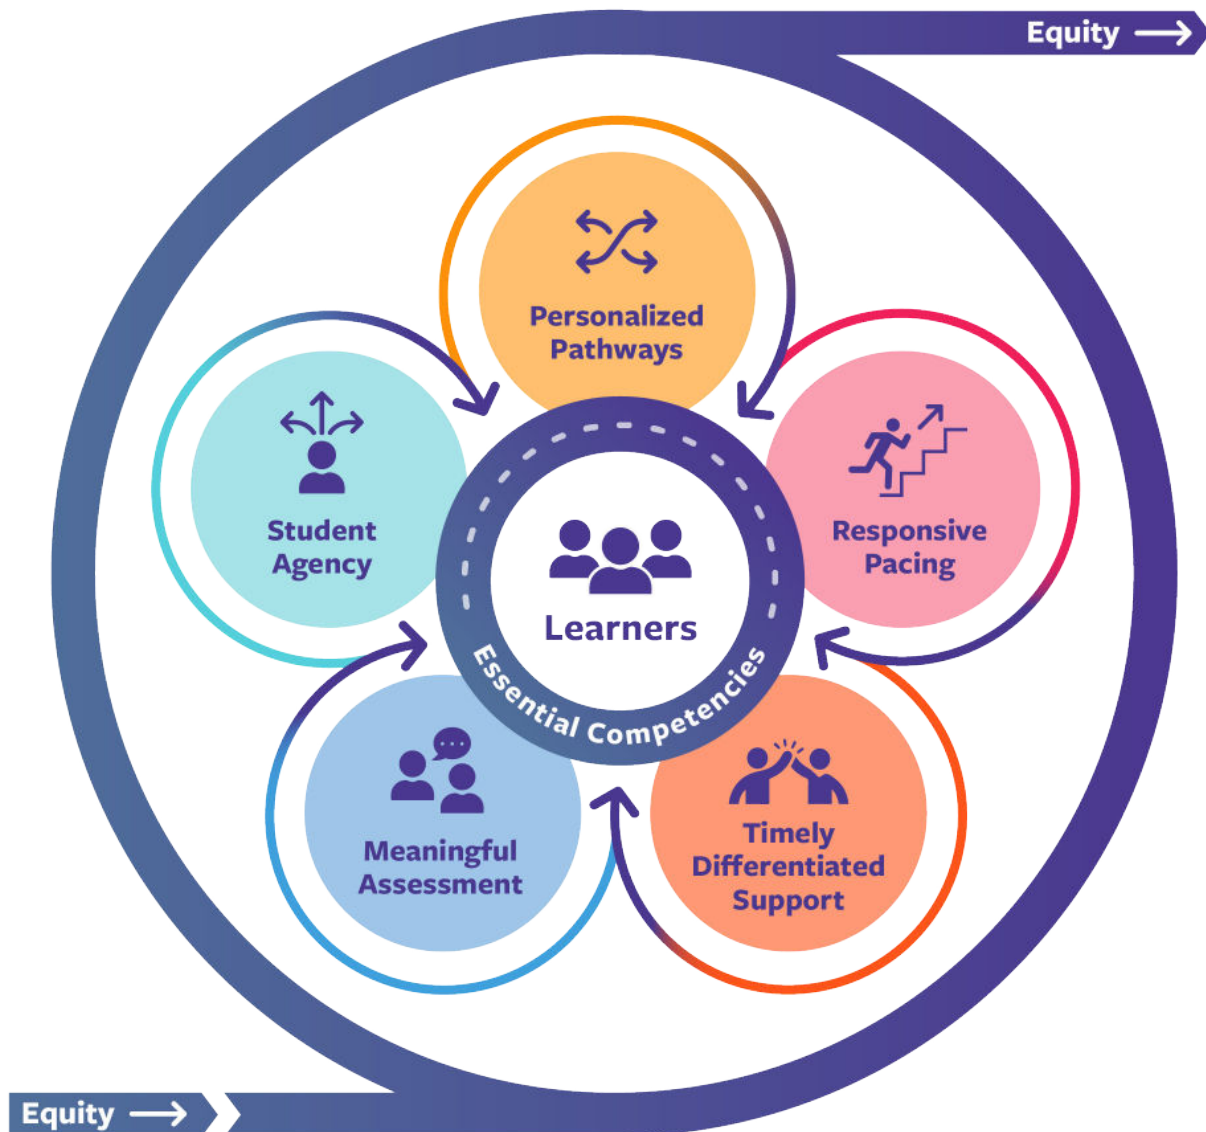 Equity
Personalized
Pathways
Student
Agency
Responsive
Pacing
Learners
Essential Competencies
Meaningful
Assessment
Timely
Differentiated
Support
Equity